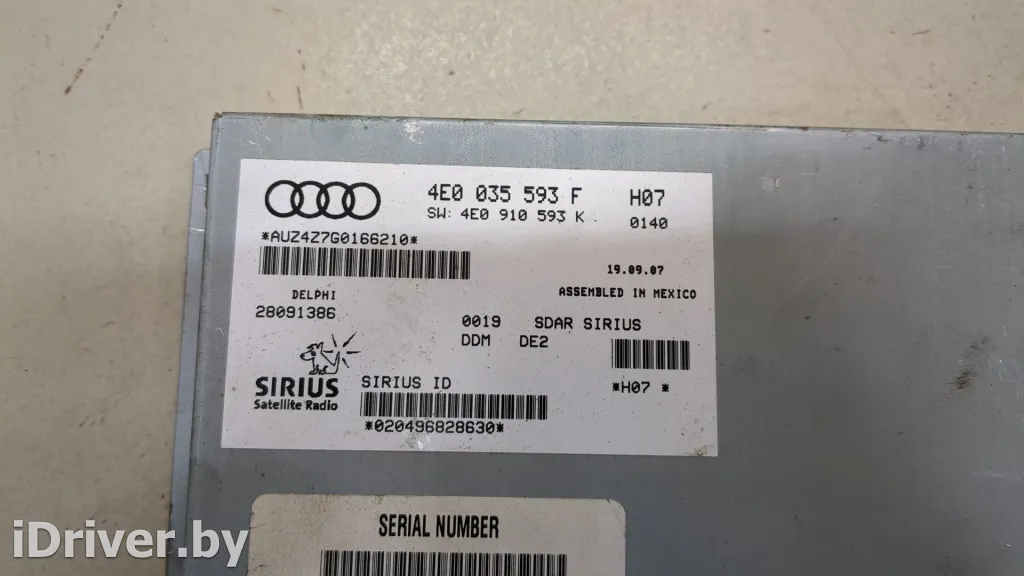 4E0 035 593 F H07
SW: 4E0 910 593 K 0140
*AUZ4Z7G0166210*
19.09.07
ASSEMBLED IN MEXICO
DELPHI
28091386
0019 SDAR SIRIUS
DDM DE2
SIRIUS
Satellite Radio
SIRIUS ID
*H07 *
*020496828630*
SERIAL NUMBER
iDriver.by